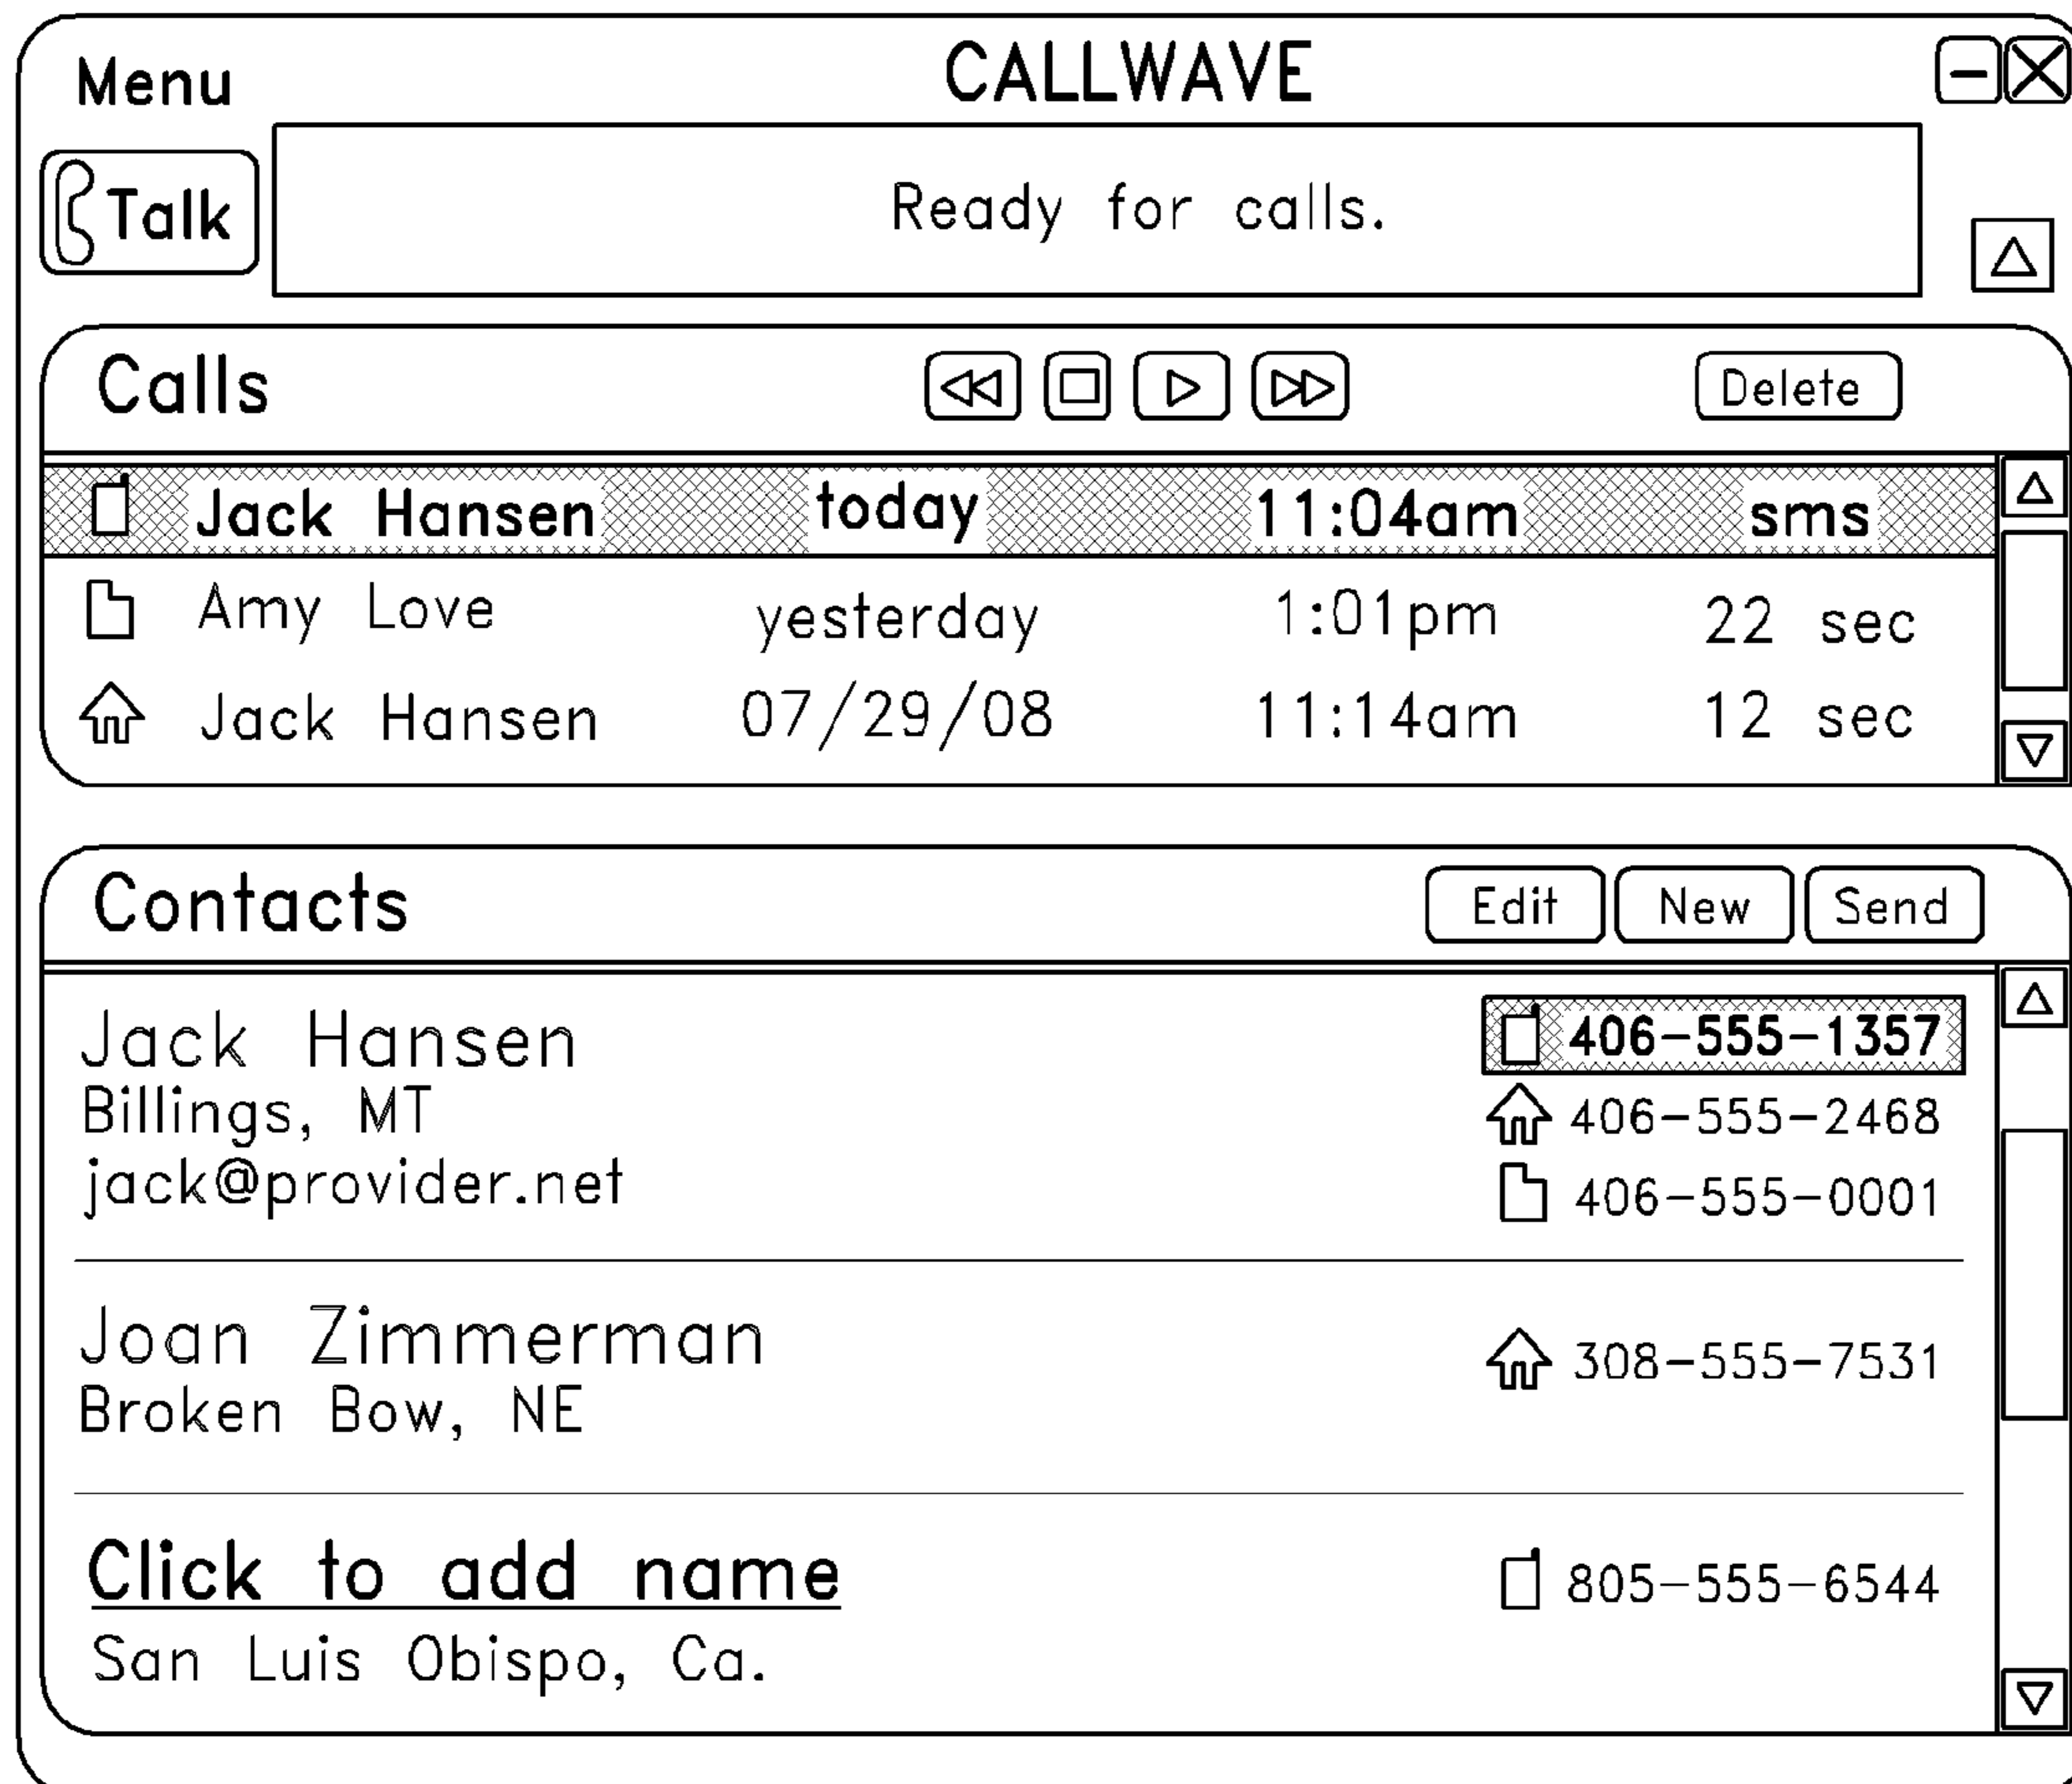 Menu CALLWAVE
Talk Ready for calls.
Calls Delete
Jack Hansen today 11:04am sms
Amy Love yesterday 1:01pm 22 sec
Jack Hansen 07/29/08 11:14am 12 sec
Contacts Edit New Send
Jack Hansen 406-555-1357
Billings, MT 406-555-2468
jack@provider.net 406-555-0001
Joan Zimmerman 308-555-7531
Broken Bow, NE
Click to add name 805-555-6544
San Luis Obispo, Ca.